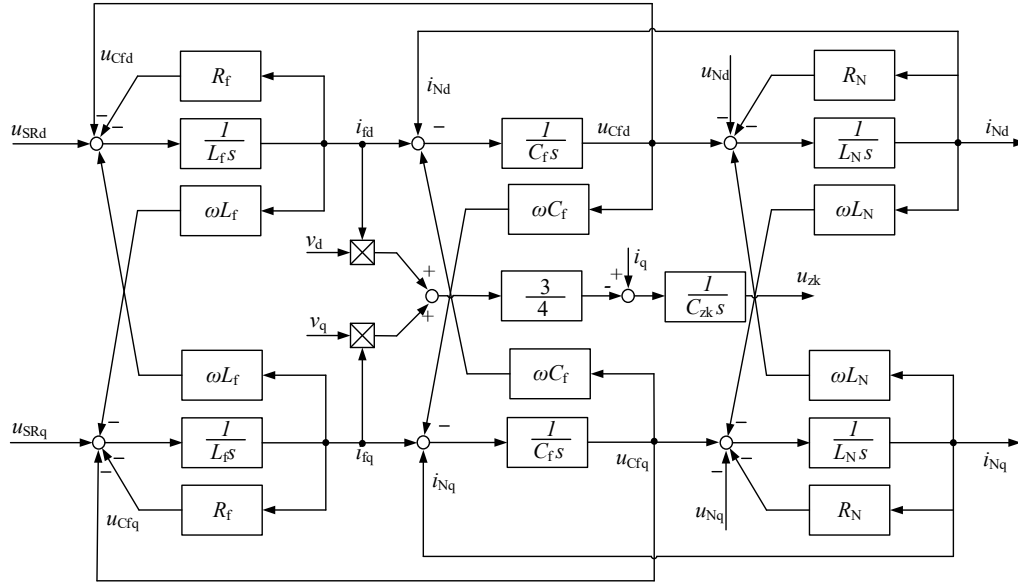 u_Cfd
R_f
i_Nd
u_Nd
R_N
− −
−
− −
u_SRd
1/(L_f s)
i_fd
1/(C_f s)
u_Cfd
1/(L_N s)
i_Nd
ωL_f
ωC_f
ωL_N
v_d
+
+
i_q
v_q
+
3/4
-
1/(C_zk s)
u_zk
ωL_f
ωC_f
ωL_N
−
−
−
u_SRq
1/(L_f s)
i_fq
1/(C_f s)
u_Cfq
1/(L_N s)
i_Nq
− −
− −
u_Cfq
R_f
i_Nq
u_Nq
R_N